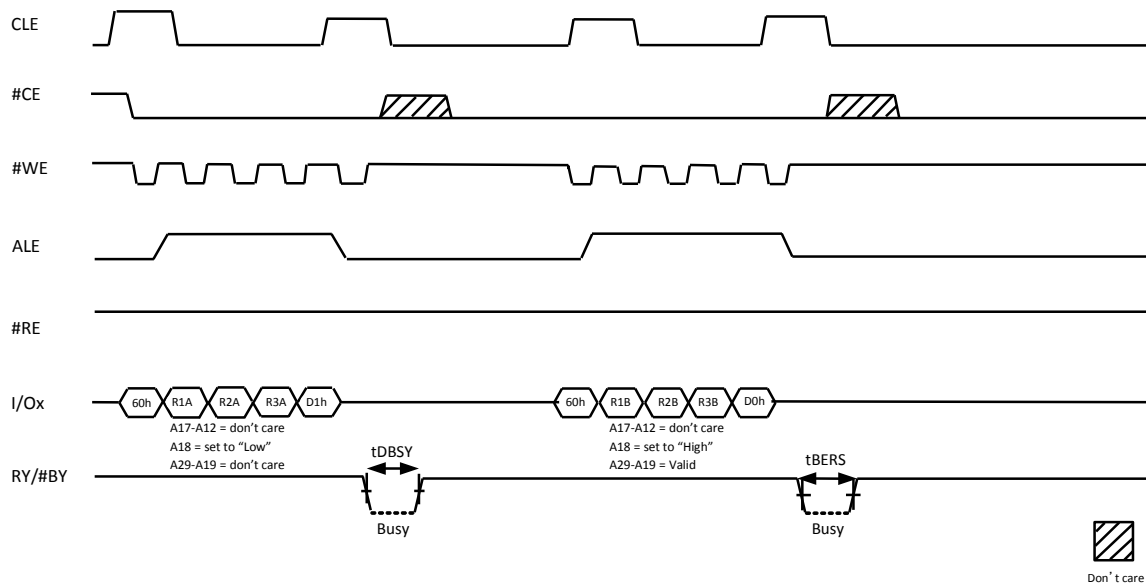 CLE
#CE
#WE
ALE
#RE
I/Ox
60h R1A R2A R3A D1h
60h R1B R2B R3B D0h
A17-A12 = don't care
A18 = set to "Low"
A29-A19 = don't care
A17-A12 = don't care
A18 = set to "High"
A29-A19 = Valid
RY/#BY
tDBSY
Busy
tBERS
Busy
Don't care